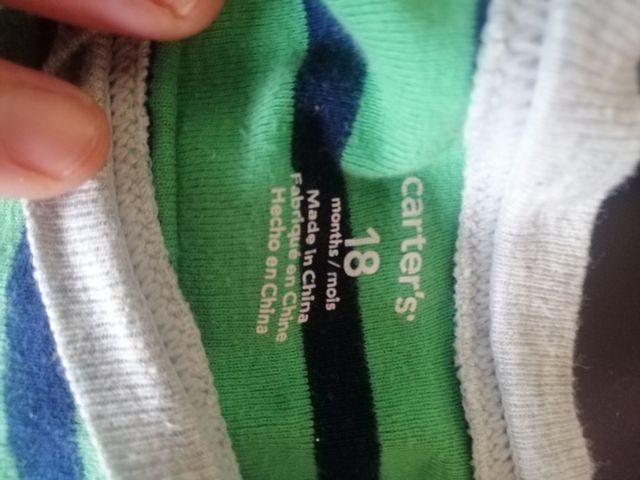 carter's
18
months / mois
Made in China
Fabriqué en Chine
Hecho en China